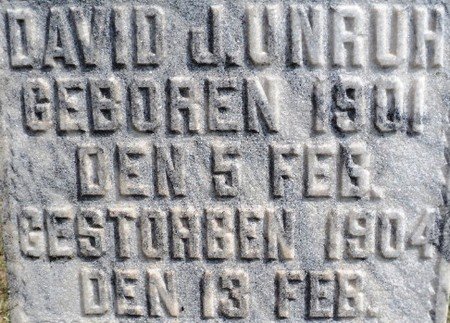 DAVID J. UNRUH
GEBOREN 1901
DEN 5 FEB.
GESTORBEN 1904
DEN 13 FEB.